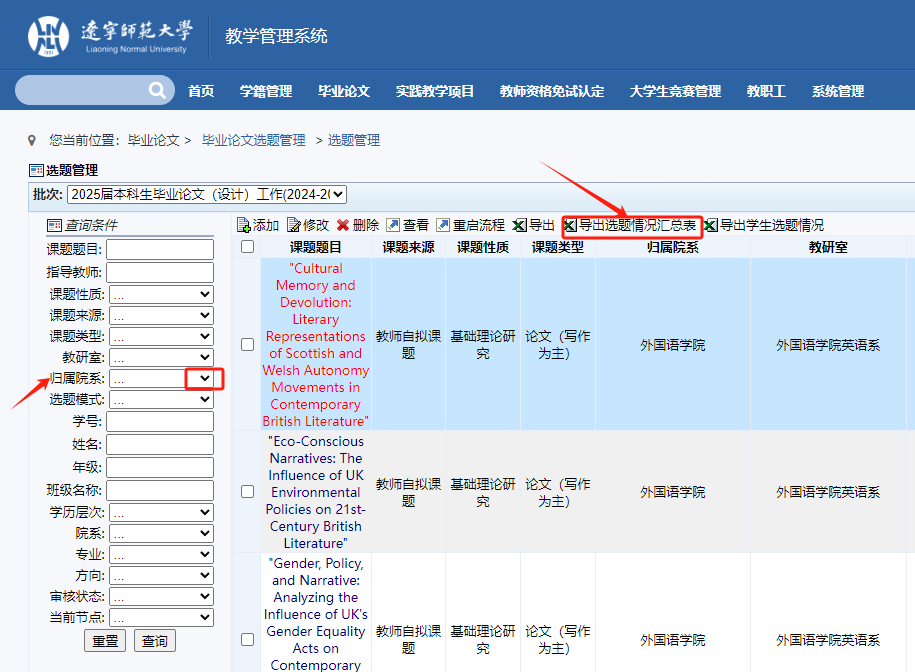 遼寧師範大學
Liaoning Normal University
教学管理系统
首页 学籍管理 毕业论文 实践教学项目 教师资格免试认定 大学生竞赛管理 教职工 系统管理
您当前位置: 毕业论文 > 毕业论文选题管理 > 选题管理
选题管理
批次: 2025届本科生毕业论文（设计）工作(2024-20
查询条件
课题题目:
指导教师:
课题性质: ...
课题来源: ...
课题类型: ...
教研室: ...
归属院系: ...
选题模式: ...
学号:
姓名:
年级:
班级名称:
学历层次: ...
院系: ...
专业: ...
方向: ...
审核状态: ...
当前节点: ...
重置 查询
添加 修改 删除 查看 重启流程 导出 导出选题情况汇总表 导出学生选题情况
课题题目 课题来源 课题性质 课题类型 归属院系 教研室
"Cultural
Memory and
Devolution:
Literary
Representations
of Scottish and
Welsh Autonomy
Movements in
Contemporary
British Literature"
教师自拟课
题
基础理论研
究
论文（写作
为主）
外国语学院
外国语学院英语系
"Eco-Conscious
Narratives: The
Influence of UK
Environmental
Policies on 21st-
Century British
Literature"
教师自拟课
题
基础理论研
究
论文（写作
为主）
外国语学院
外国语学院英语系
"Gender, Policy,
and Narrative:
Analyzing the
Influence of UK's
Gender Equality
Acts on
Contemporary
教师自拟课
题
基础理论研
究
论文（写作
为主）
外国语学院
外国语学院英语系